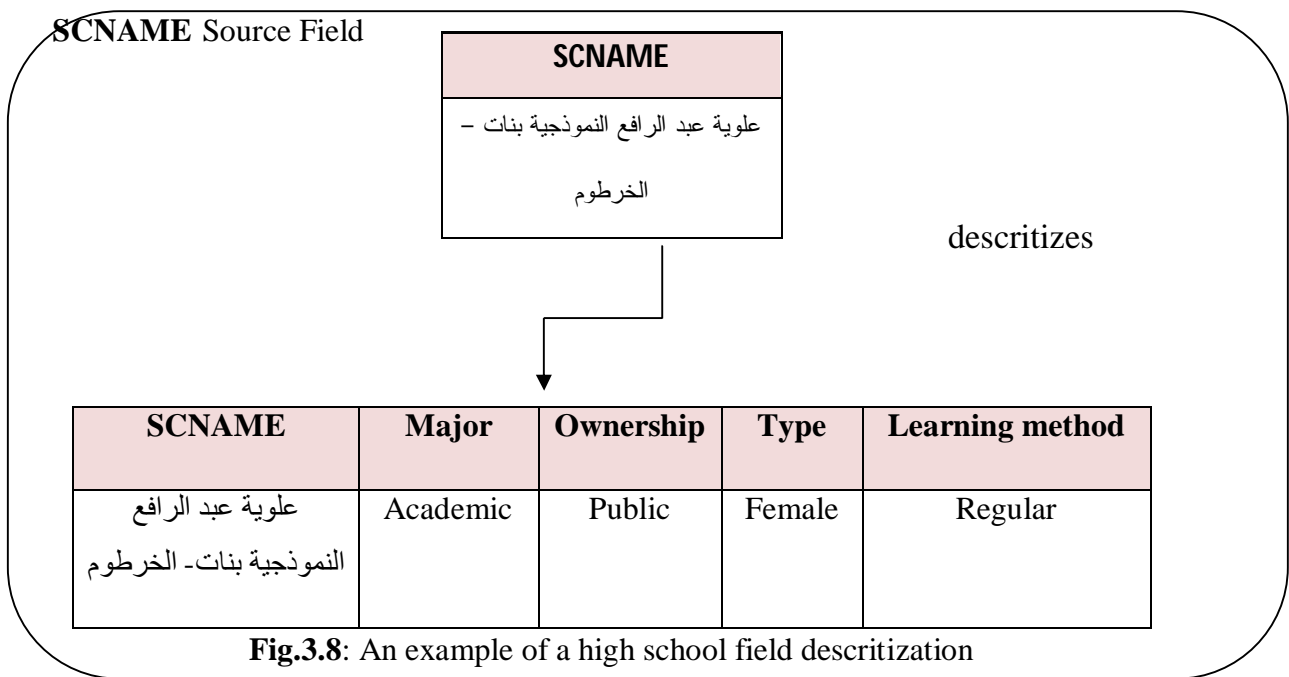 SCNAME Source Field
SCNAME
علوية عبد الرافع النموذجية بنات –
الخرطوم
descritizes
SCNAME Major Ownership Type Learning method
علوية عبد الرافع Academic Public Female Regular
النموذجية بنات- الخرطوم
Fig.3.8: An example of a high school field descritization